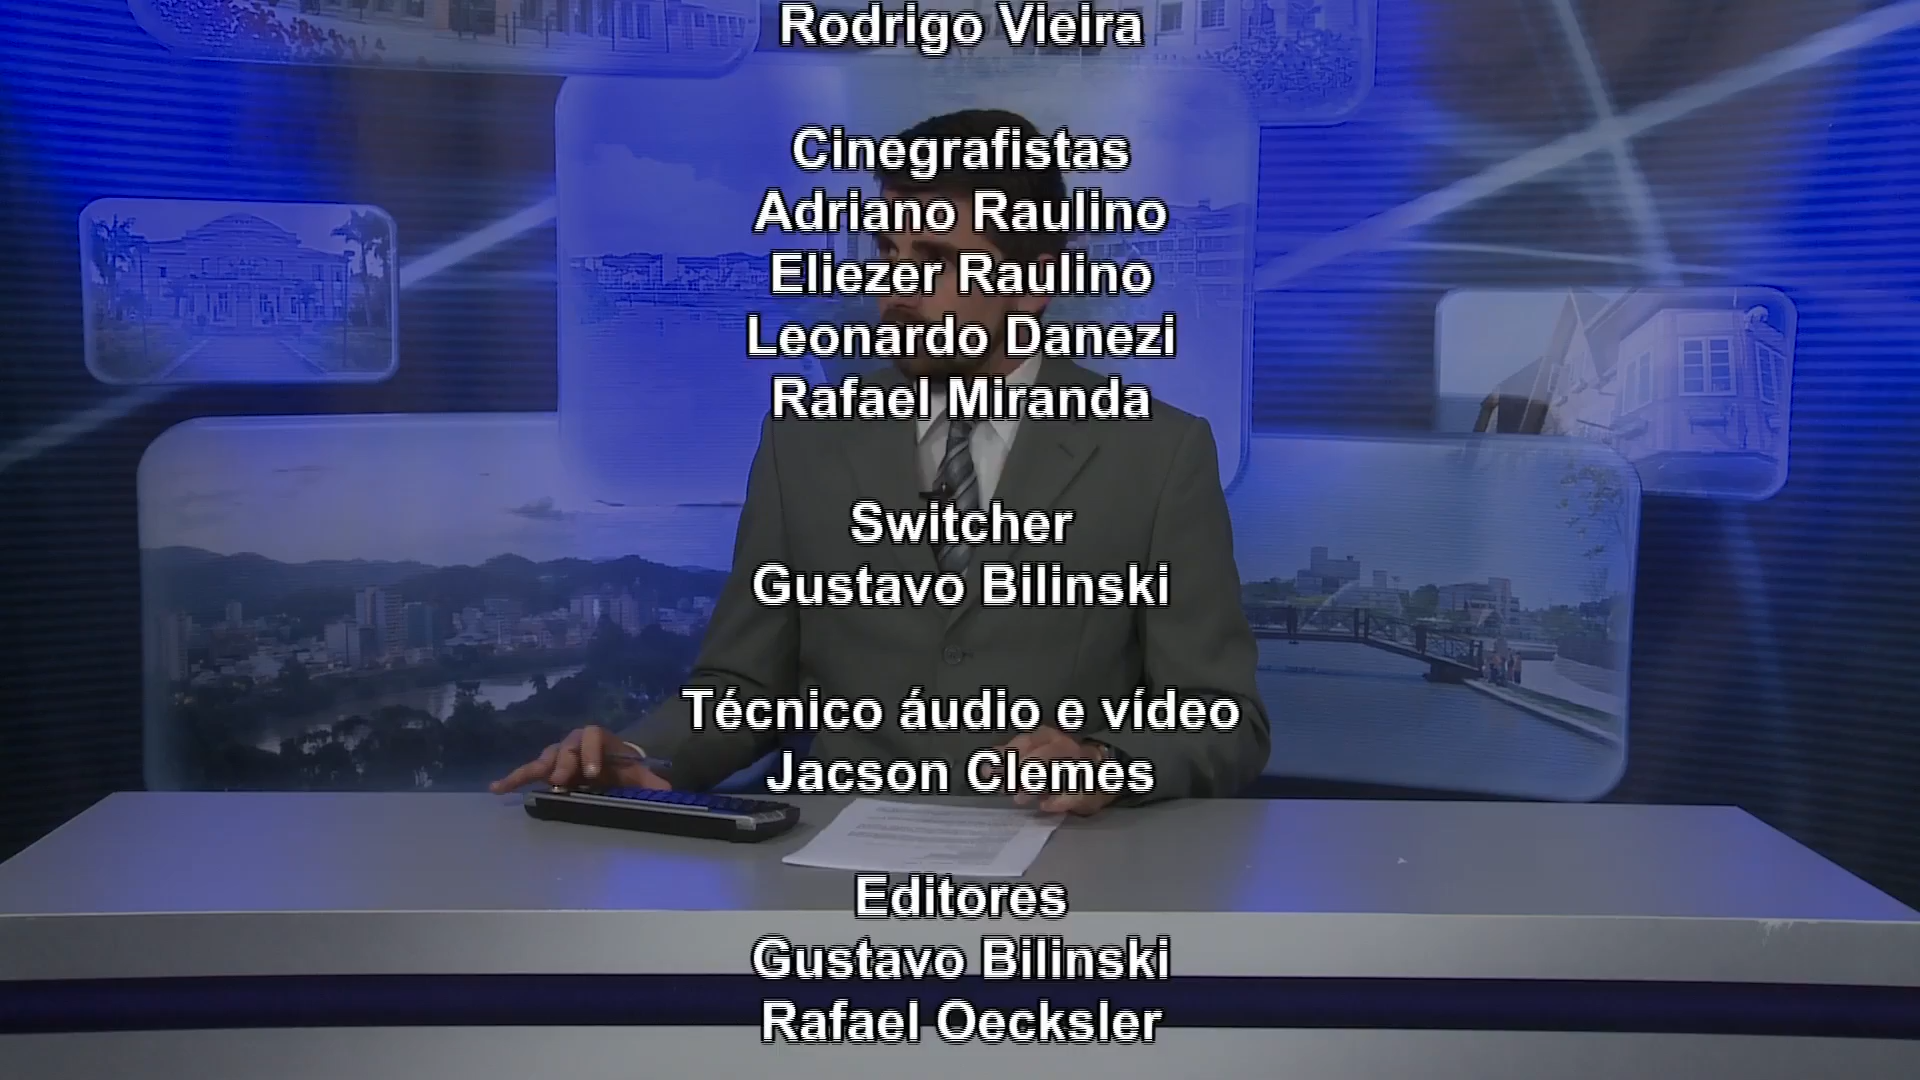 Rodrigo Vieira
Cinegrafistas
Adriano Raulino
Eliezer Raulino
Leonardo Danezi
Rafael Miranda
Switcher
Gustavo Bilinski
Técnico áudio e vídeo
Jacson Clemes
Editores
Gustavo Bilinski
Rafael Oecksler